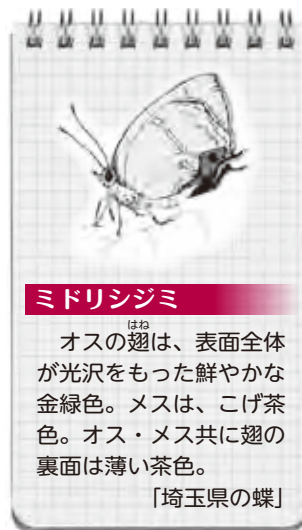 ミドリシジミ
はね
オスの翅は、表面全体
が光沢をもった鮮やかな
金緑色。メスは、こげ茶
色。オス・メス共に翅の
裏面は薄い茶色。
「埼玉県の蝶」